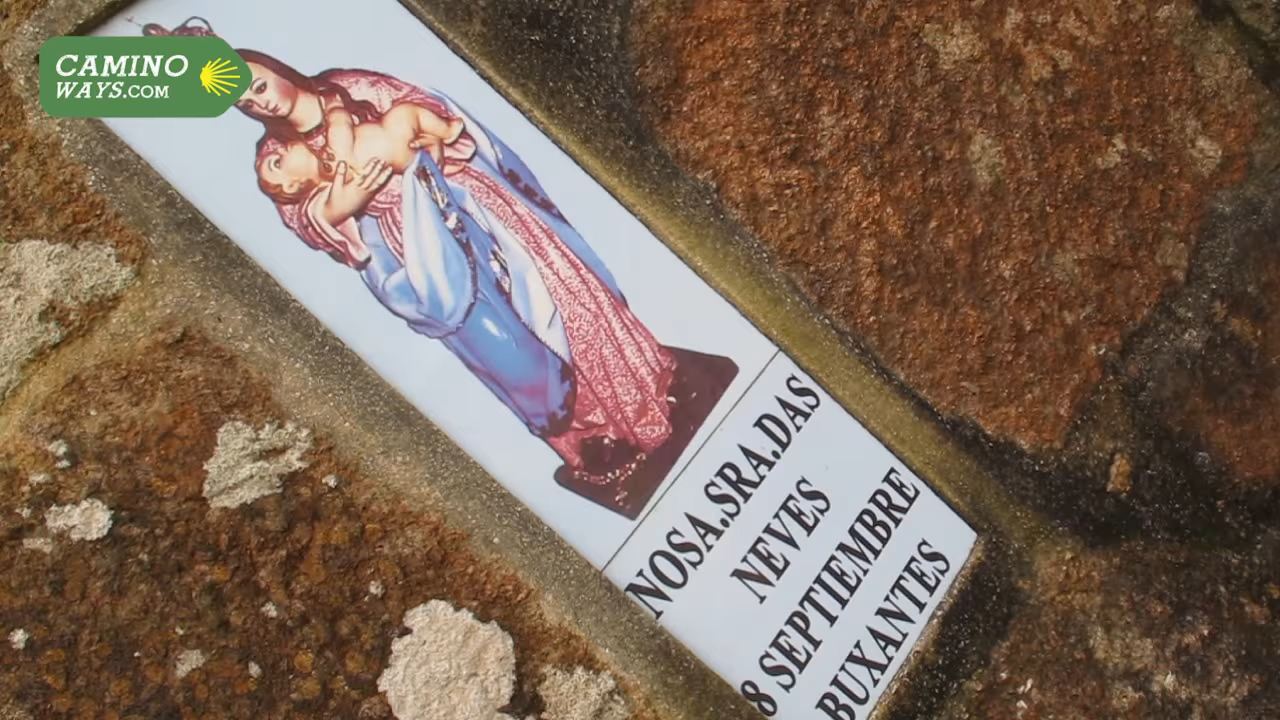 CAMINO
WAYS.COM
NOSA.SRA.DAS
NEVES
8 SEPTIEMBRE
BUXANTES